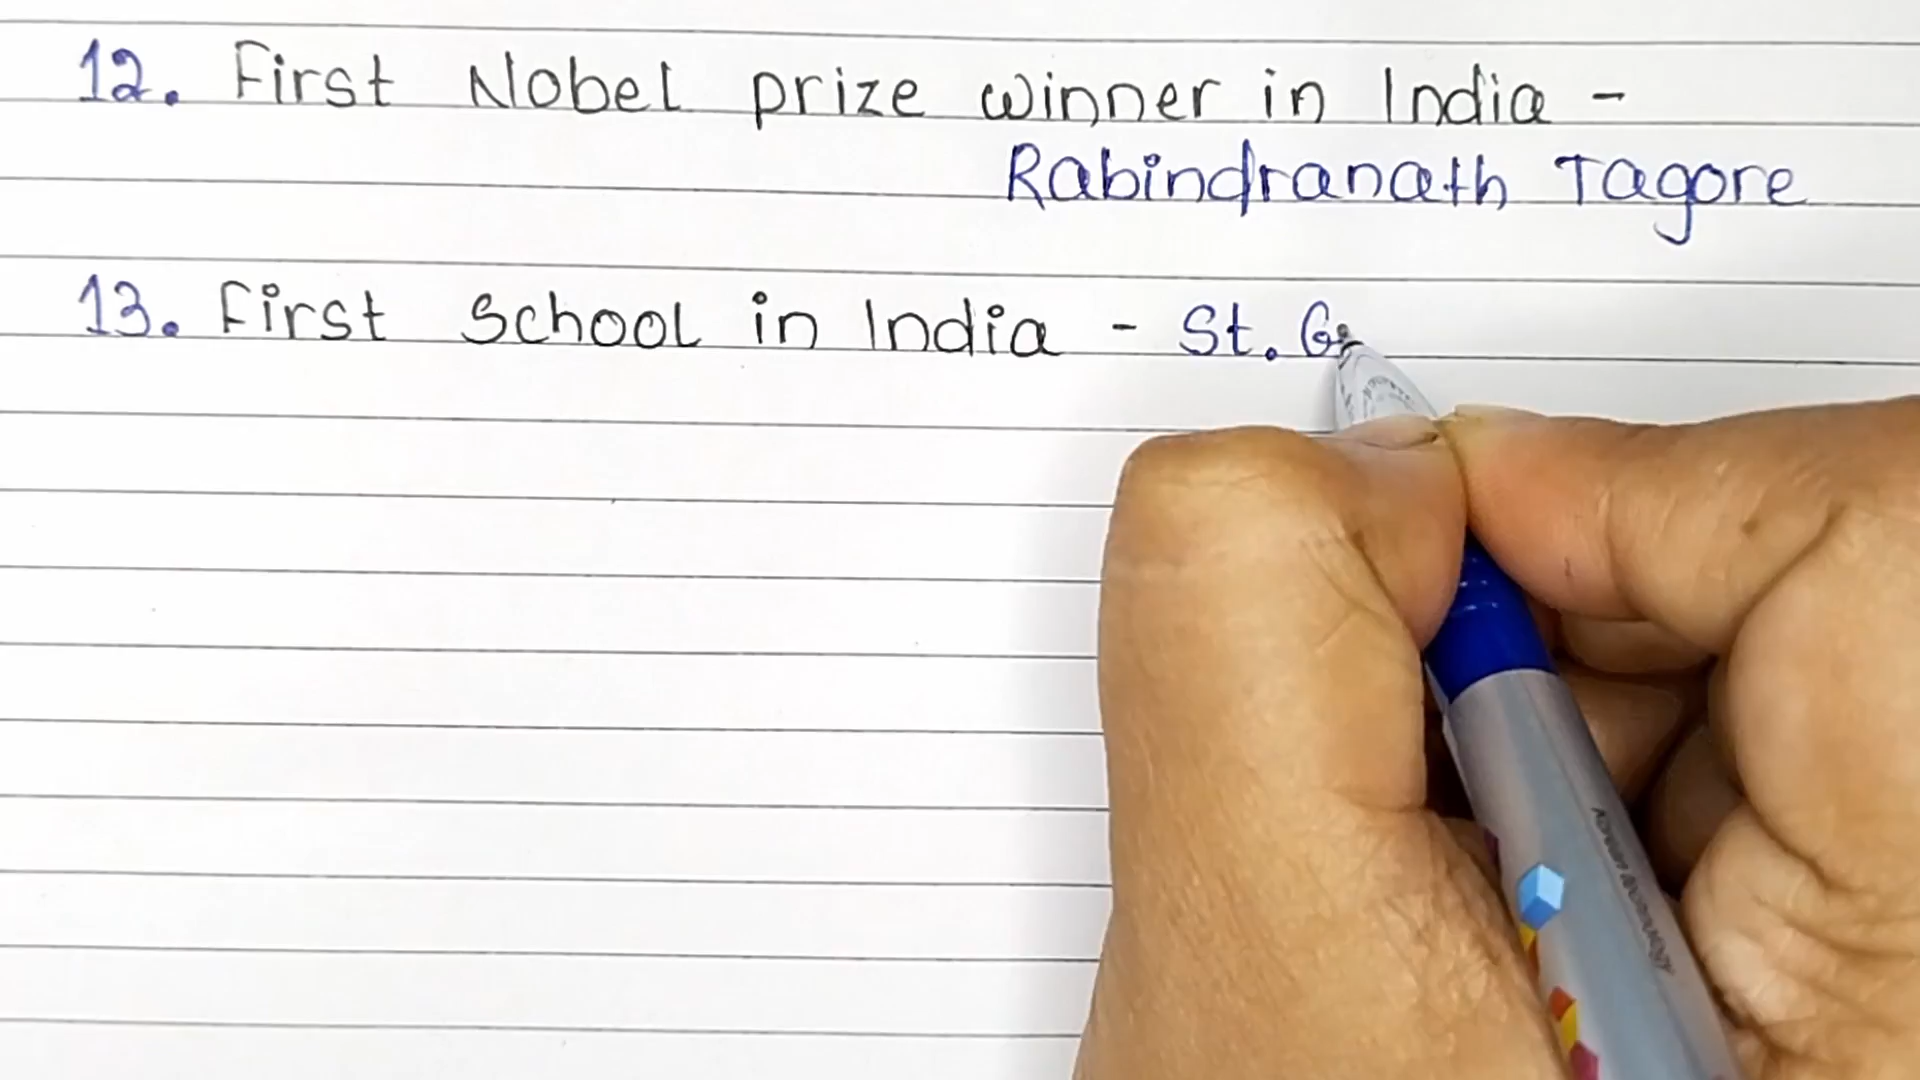 12. First Nobel prize winner in India -
Rabindranath Tagore
13. First School in India - St.